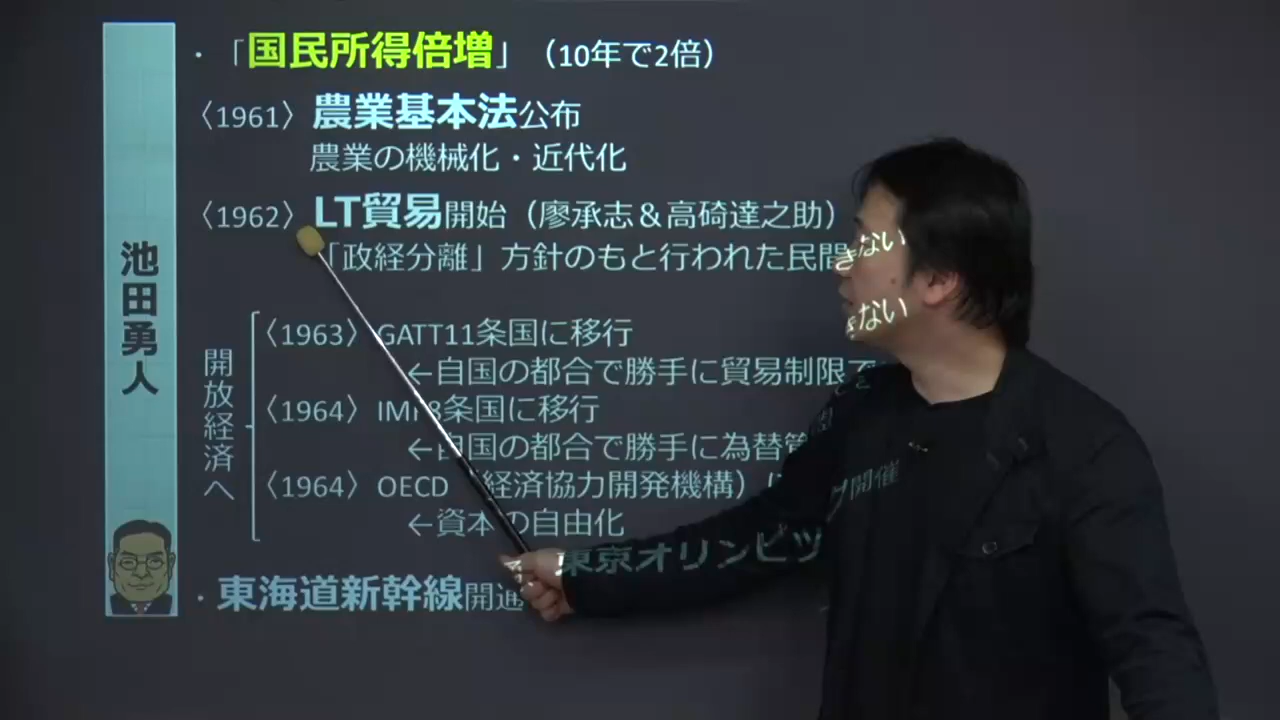 ・「国民所得倍増」（10年で2倍）
〈1961〉農業基本法公布
農業の機械化・近代化
〈1962〉LT貿易開始（廖承志＆高碕達之助）
「政経分離」方針のもと行われた民間
〈1963〉GATT11条国に移行
←自国の都合で勝手に貿易制限できない
〈1964〉IMF8条国に移行
←自国の都合で勝手に為替管
きない
〈1964〉OECD（経済協力開発機構）に
←資本の自由化
・東海道新幹線開通
東京オリンピック開催
池田勇人
開放経済へ